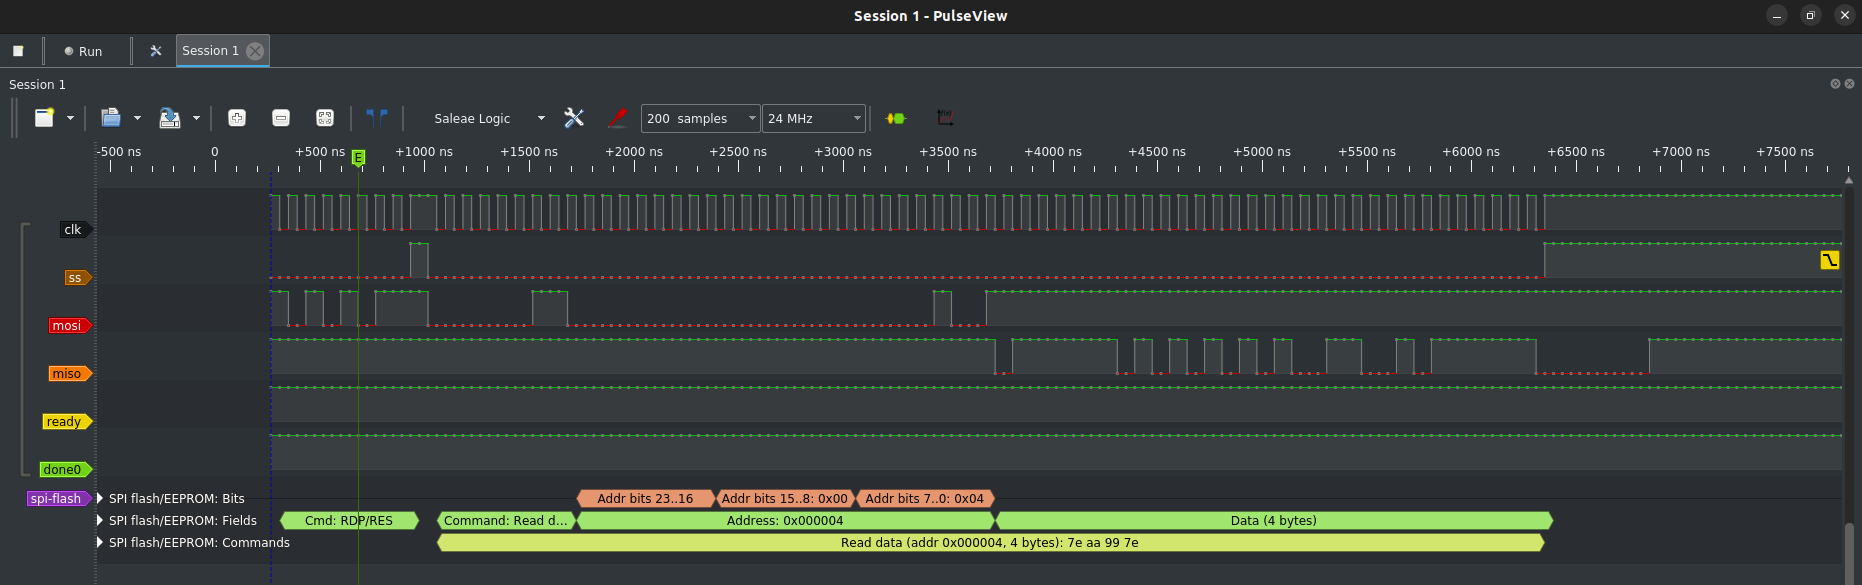 Session 1 - PulseView
Run
Session 1
Session 1
Saleae Logic
200 samples
24 MHz
-500 ns 0 +500 ns +1000 ns +1500 ns +2000 ns +2500 ns +3000 ns +3500 ns +4000 ns +4500 ns +5000 ns +5500 ns +6000 ns +6500 ns +7000 ns +7500 ns
E
clk
ss
mosi
miso
ready
done0
spi-flash
SPI flash/EEPROM: Bits
Addr bits 23..16
Addr bits 15..8: 0x00
Addr bits 7..0: 0x04
SPI flash/EEPROM: Fields
Cmd: RDP/RES
Command: Read d...
Address: 0x000004
Data (4 bytes)
SPI flash/EEPROM: Commands
Read data (addr 0x000004, 4 bytes): 7e aa 99 7e